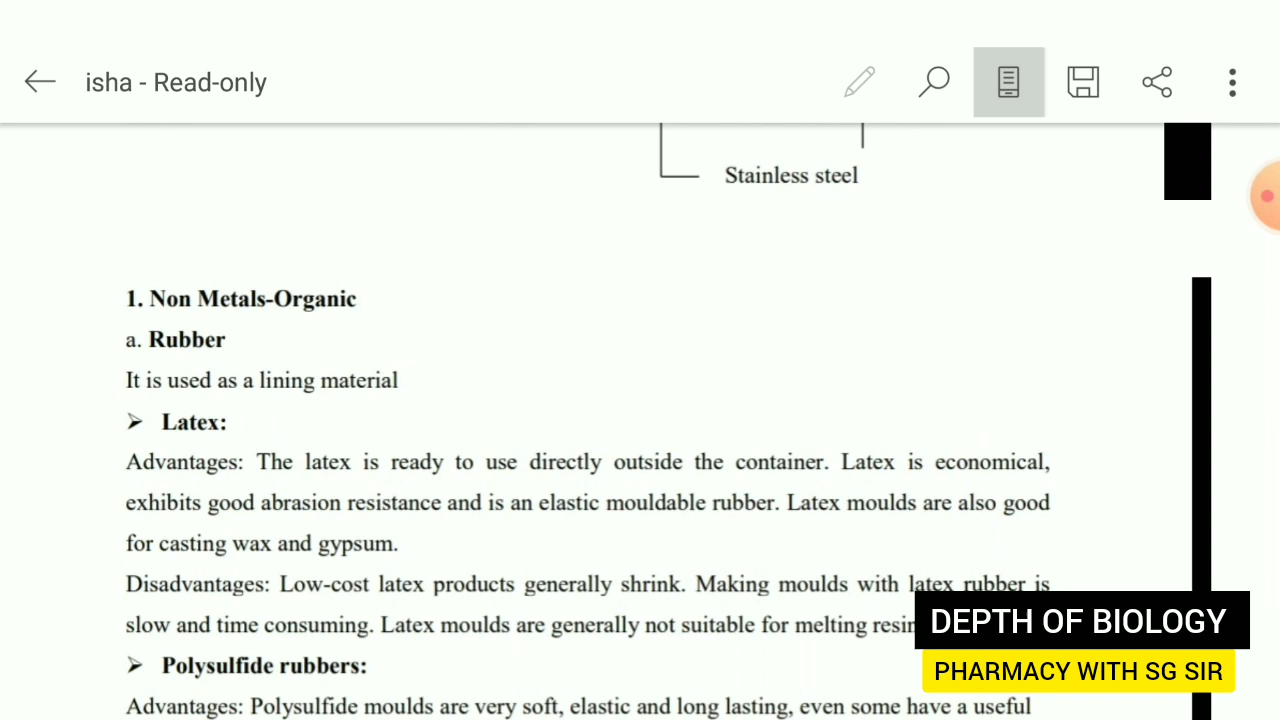 isha - Read-only
Stainless steel
1. Non Metals-Organic
a. Rubber
It is used as a lining material
➢ Latex:
Advantages: The latex is ready to use directly outside the container. Latex is economical,
exhibits good abrasion resistance and is an elastic mouldable rubber. Latex moulds are also good
for casting wax and gypsum.
Disadvantages: Low-cost latex products generally shrink. Making moulds with latex rubber is
slow and time consuming. Latex moulds are generally not suitable for melting
DEPTH OF BIOLOGY
➢ Polysulfide rubbers:
PHARMACY WITH SG SIR
Advantages: Polysulfide moulds are very soft, elastic and long lasting, even some have a useful